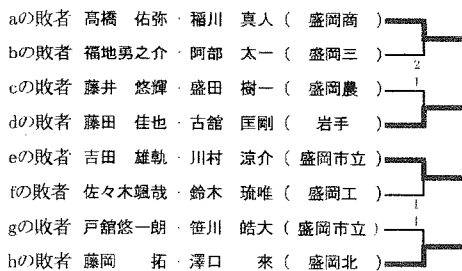 aの敗者 高橋 佑弥・稲川 真人 ( 盛岡商 )
bの敗者 福地勇之介・阿部 太一 ( 盛岡三 )
2
1
cの敗者 藤井 悠輝・盛田 樹一 ( 盛岡農 )
dの敗者 藤田 佳也・古舘 匡剛 ( 岩手 )
eの敗者 吉田 雄軌・川村 涼介 ( 盛岡市立 )
fの敗者 佐々木颯哉・鈴木 琉唯 ( 盛岡工 )
1
1
gの敗者 戸舘悠一朗・笹川 皓大 ( 盛岡市立 )
hの敗者 藤岡 拓・澤口 來 ( 盛岡北 )